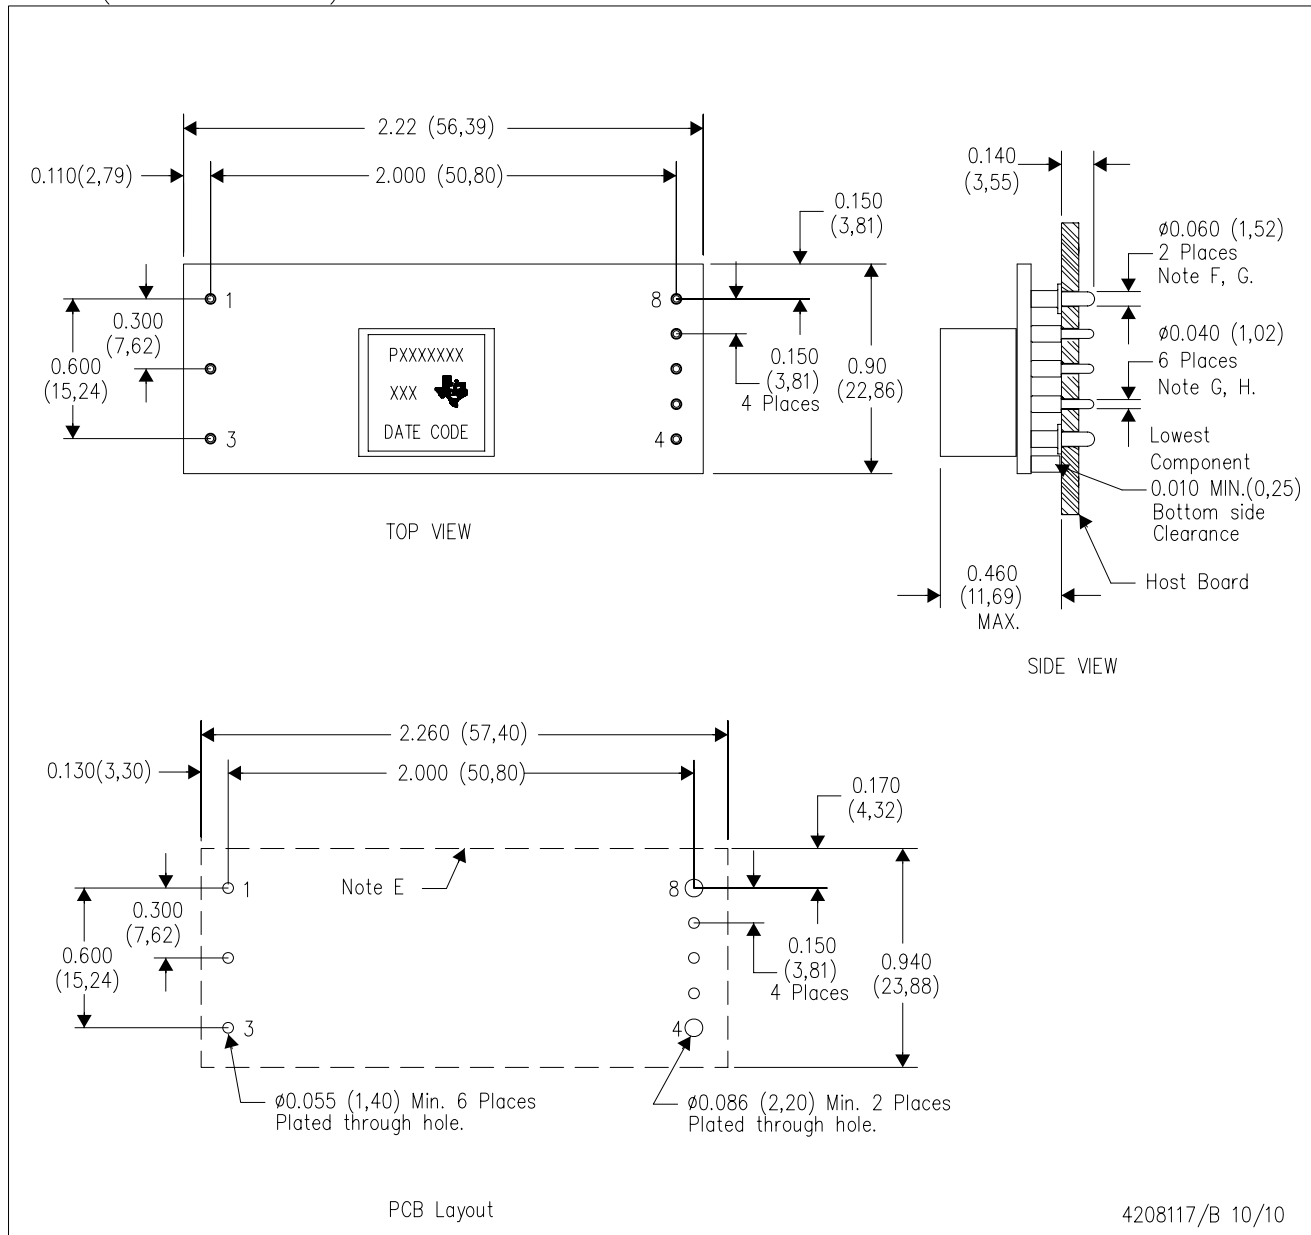 2.22 (56,39)
0.110(2,79)
2.000 (50,80)
0.150
(3,81)
0.140
(3,55)
ø0.060 (1,52)
2 Places
Note F, G.
1
8
0.300
(7,62)
0.600
(15,24)
PXXXXXXX
XXX
DATE CODE
0.150
(3,81)
4 Places
0.90
(22,86)
ø0.040 (1,02)
6 Places
Note G, H.
3
4
Lowest
Component
0.010 MIN.(0,25)
Bottom side
Clearance
TOP VIEW
0.460
(11,69)
MAX.
Host Board
SIDE VIEW
2.260 (57,40)
0.130(3,30)
2.000 (50,80)
0.170
(4,32)
1
Note E
8
0.300
(7,62)
0.600
(15,24)
0.150
(3,81)
4 Places
0.940
(23,88)
3
4
ø0.055 (1,40) Min. 6 Places
Plated through hole.
ø0.086 (2,20) Min. 2 Places
Plated through hole.
PCB Layout
4208117/B 10/10